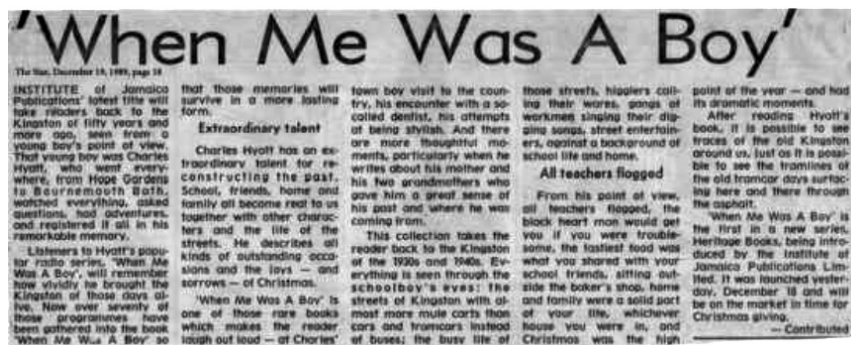 'When Me Was A Boy'
The Star, December 19, 1989, page 18
INSTITUTE of Jamaica
Publications' latest title will
take readers back to the
Kingston of fifty years and
more ago, seen from a
young boy's point of view.
That young boy was Charles
Hyatt, who went every-
where, from Hope Gardens
to Bournemouth Bath,
watched everything, asked
questions, had adventures,
and registered it all in his
remarkable memory.
Listeners to Hyatt's popu-
lar radio series, 'When Me
Was A Boy', will remember
how vividly he brought the
Kingston of those days al-
ive. Now over seventy of
those programmes have
been gathered into the book
'When Me Was A Boy' so
that those memories will
survive in a more lasting
form.
Extraordinary talent
Charles Hyatt has an ex-
traordinary talent for re-
constructing the past.
School, friends, home and
family all become real to us
together with other charac-
ters and the life of the
streets. He describes all
kinds of outstanding occa-
sions and the joys — and
sorrows — of Christmas.
'When Me Was A Boy' is
one of those rare books
which makes the reader
laugh out loud — at Charles'
town boy visit to the coun-
try, his encounter with a so-
called dentist, his attempts
at being stylish. And there
are more thoughtful mo-
ments, particularly when he
writes about his mother and
his two grandmothers who
gave him a great sense of
his past and where he was
coming from.
This collection takes the
reader back to the Kingston
of the 1930s and 1940s. Ev-
erything is seen through the
schoolboy's eyes: the
streets of Kingston with al-
most more mule carts than
cars and tramcars instead
of buses; the busy life of
those streets, higglers call-
ing their wares, gangs of
workmen singing their dig-
ging songs, street entertain-
ers, against a background of
school life and home.
All teachers flogged
From his point of view,
all teachers flogged, the
black heart man would get
you if you were trouble-
some, the tastiest food was
what you shared with your
school friends, sitting out-
side the baker's shop, home
and family were a solid part
of your life, whichever
house you were in, and
Christmas was the high
point of the year — and had
its dramatic moments.
After reading Hyatt's
book, it is possible to see
traces of the old Kingston
around us, just as it is possi-
ble to see the tramlines of
the old tramcar days surfac-
ing here and there through
the asphalt.
'When Me Was A Boy' is
the first in a new series,
Heritage Books, being intro-
duced by the Institute of
Jamaica Publications Lim-
ited. It was launched yester-
day, December 18 and will
be on the market in time for
Christmas giving.
— Contributed